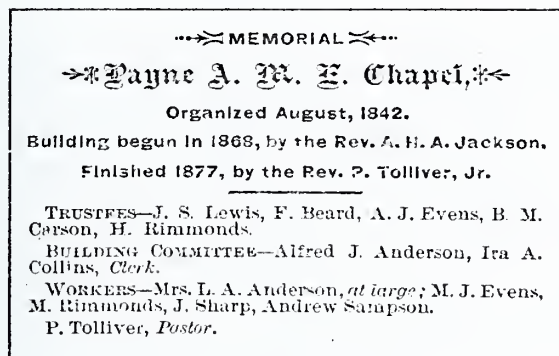 MEMORIAL
Payne A. M. E. Chapel,
Organized August, 1842.
Building begun in 1868, by the Rev. A. H. A. Jackson.
Finished 1877, by the Rev. P. Tolliver, Jr.
TRUSTEES—J. S. Lewis, F. Beard, A. J. Evens, B. M.
Carson, H. Rimmonds.
BUILDING COMMITTEE—Alfred J. Anderson, Ira A.
Collins, Clerk.
WORKERS—Mrs. L. A. Anderson, at large; M. J. Evens,
M. Rimmonds, J. Sharp, Andrew Sampson.
P. Tolliver, Pastor.